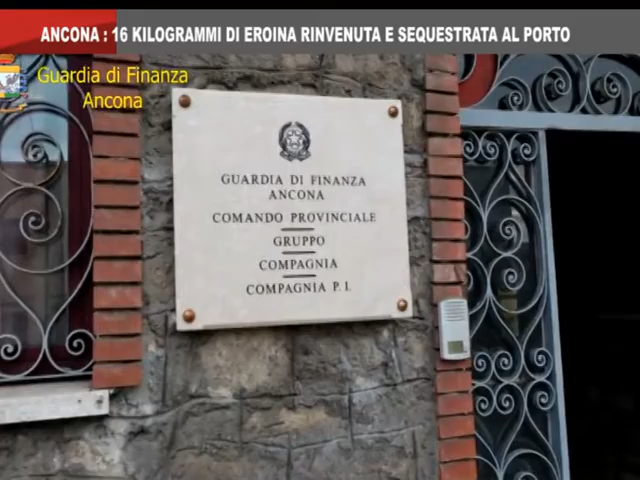 ANCONA : 16 KILOGRAMMI DI EROINA RINVENUTA E SEQUESTRATA AL PORTO
Guardia di Finanza
Ancona
GUARDIA DI FINANZA
ANCONA
COMANDO PROVINCIALE
GRUPPO
COMPAGNIA
COMPAGNIA P. I.